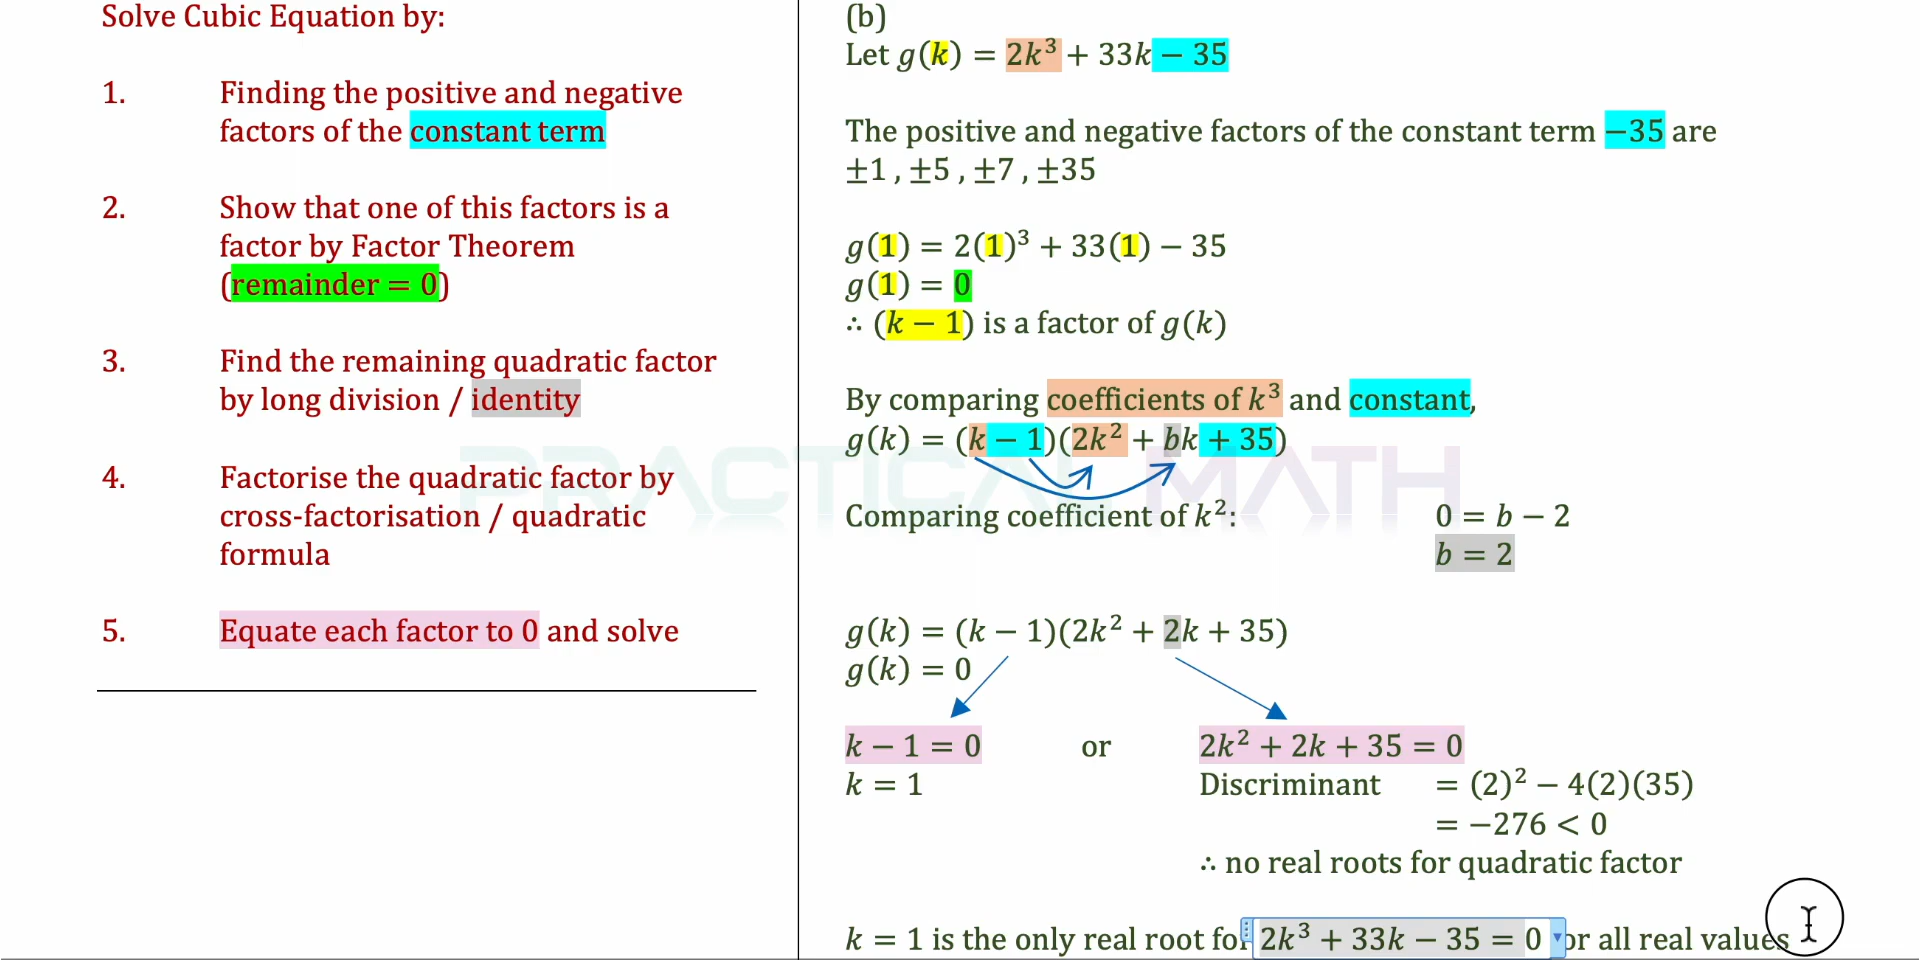 Solve Cubic Equation by:
1. Finding the positive and negative
factors of the constant term
2. Show that one of this factors is a
factor by Factor Theorem
(remainder = 0)
3. Find the remaining quadratic factor
by long division / identity
4. Factorise the quadratic factor by
cross-factorisation / quadratic
formula
5. Equate each factor to 0 and solve
(b)
Let g(k) = 2k³ + 33k − 35
The positive and negative factors of the constant term −35 are
±1 , ±5 , ±7 , ±35
g(1) = 2(1)³ + 33(1) − 35
g(1) = 0
∴ (k − 1) is a factor of g(k)
By comparing coefficients of k³ and constant,
g(k) = (k − 1)(2k² + bk + 35)
PRACTICAL MATH
Comparing coefficient of k²: 0 = b − 2
b = 2
g(k) = (k − 1)(2k² + 2k + 35)
g(k) = 0
k − 1 = 0 or 2k² + 2k + 35 = 0
k = 1 Discriminant = (2)² − 4(2)(35)
= −276 < 0
∴ no real roots for quadratic factor
k = 1 is the only real root for 2k³ + 33k − 35 = 0 for all real values